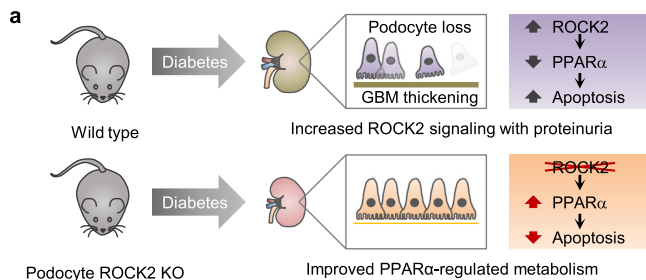 a
Diabetes
Podocyte loss
GBM thickening
ROCK2
PPARα
Apoptosis
Wild type
Increased ROCK2 signaling with proteinuria
Diabetes
ROCK2
PPARα
Apoptosis
Podocyte ROCK2 KO
Improved PPARα-regulated metabolism